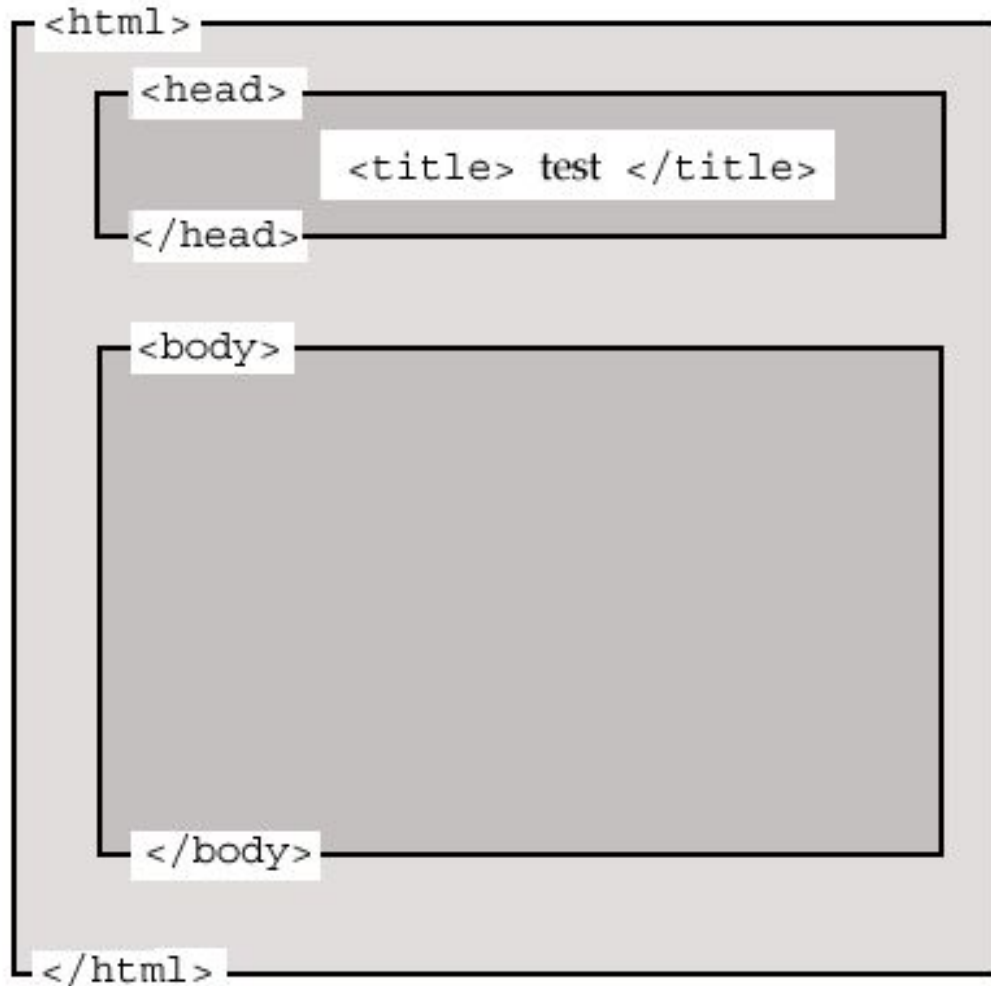 <html>
<head>
<title> test </title>
</head>
<body>
</body>
</html>